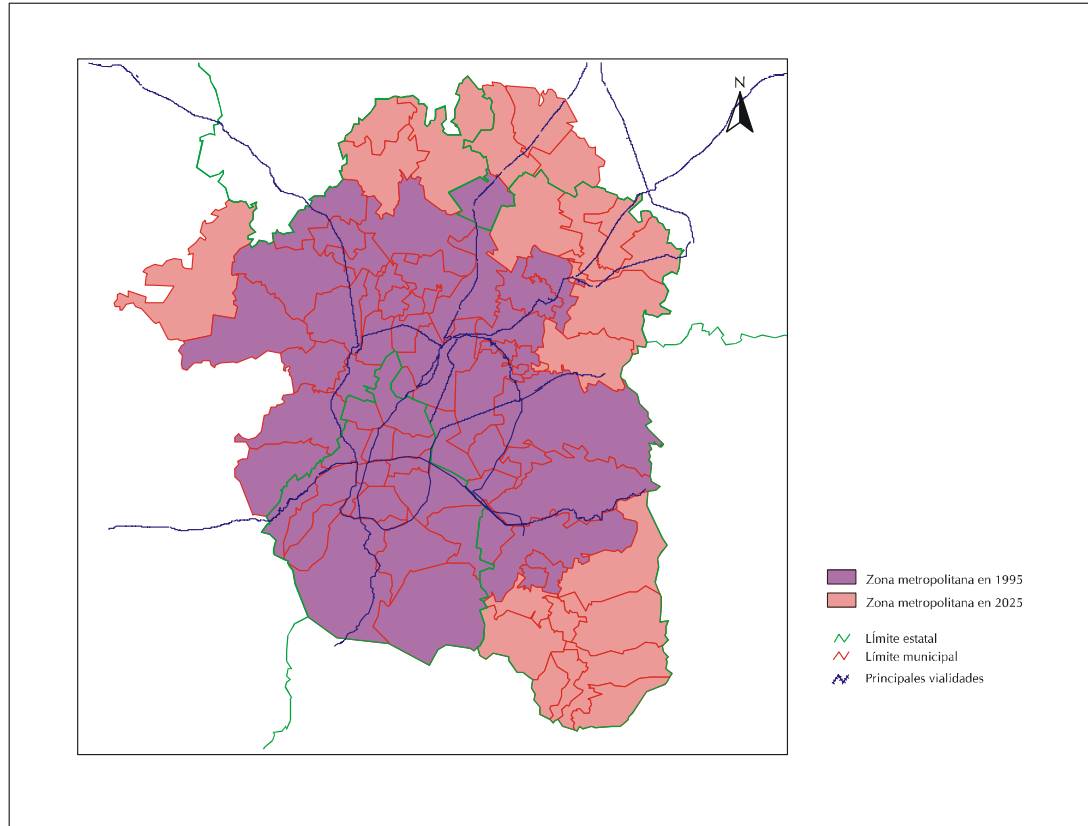 N
Zona metropolitana en 1995
Zona metropolitana en 2025
LÍmite estatal
Límite municipal
Principales vialidades